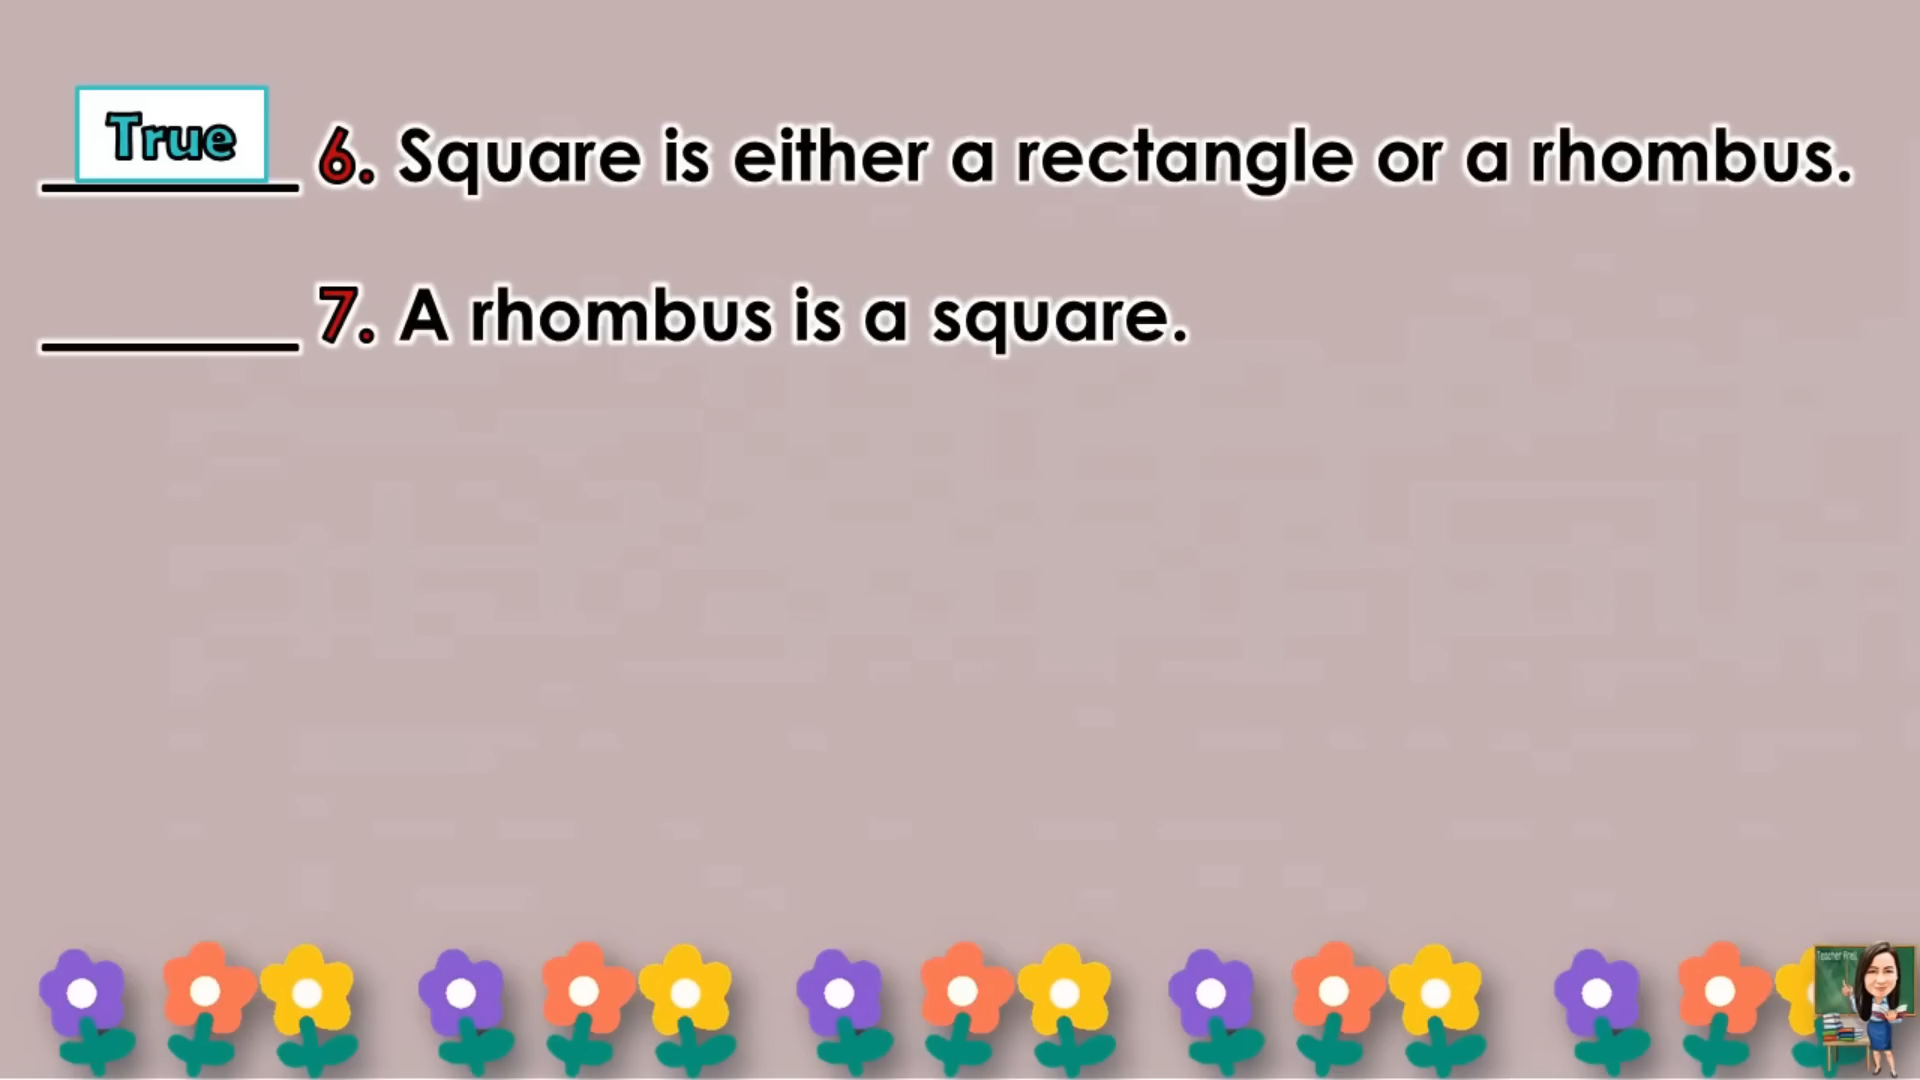 True
6. Square is either a rectangle or a rhombus.
7. A rhombus is a square.